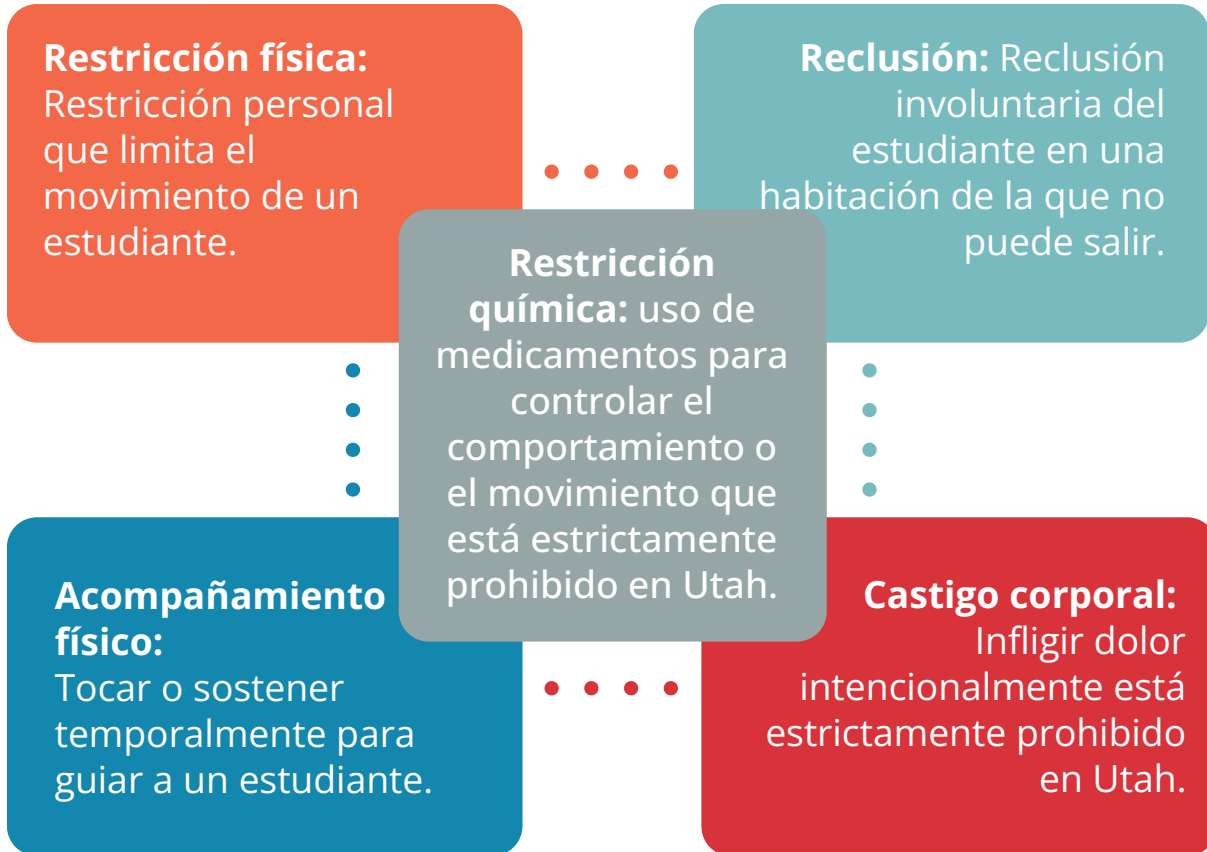 Restricción física:
Restricción personal
que limita el
movimiento de un
estudiante.
Reclusión: Reclusión
involuntaria del
estudiante en una
habitación de la que no
puede salir.
Restricción
química: uso de
medicamentos para
controlar el
comportamiento o
el movimiento que
está estrictamente
prohibido en Utah.
Acompañamiento
físico:
Tocar o sostener
temporalmente para
guiar a un estudiante.
Castigo corporal:
Infligir dolor
intencionalmente está
estrictamente prohibido
en Utah.